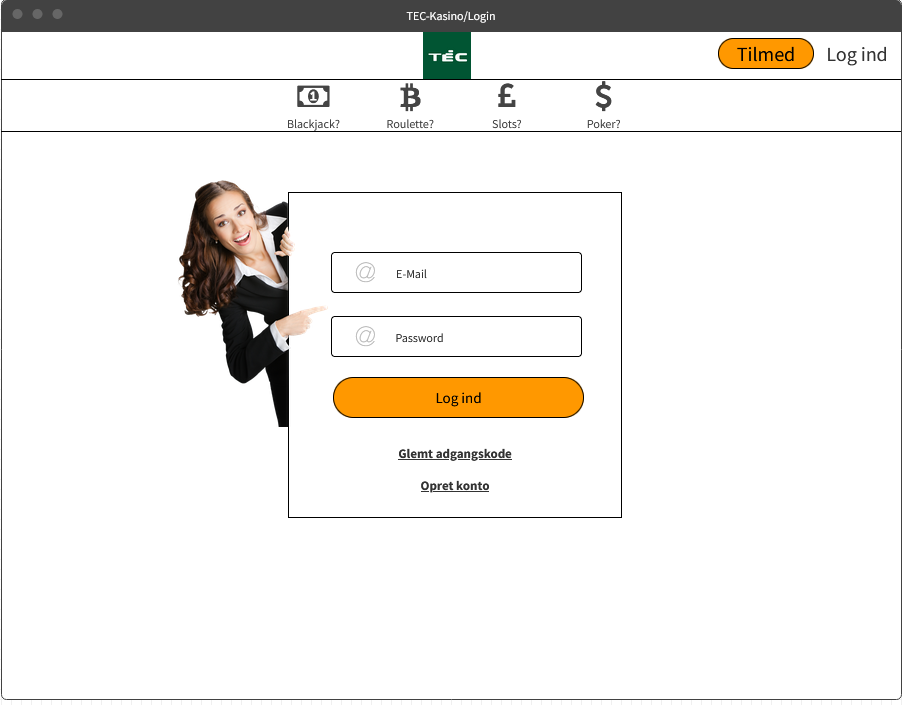 TEC-Kasino/Login
TEC
Tilmed
Log ind
Blackjack?
Roulette?
Slots?
Poker?
@ E-Mail
@ Password
Log ind
Glemt adgangskode
Opret konto